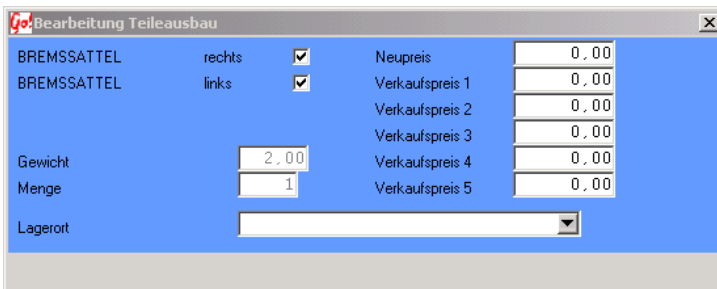 Go! Bearbeitung Teileausbau
BREMSSATTEL rechts
BREMSSATTEL links
Gewicht 2,00
Menge 1
Neupreis 0,00
Verkaufspreis 1 0,00
Verkaufspreis 2 0,00
Verkaufspreis 3 0,00
Verkaufspreis 4 0,00
Verkaufspreis 5 0,00
Lagerort